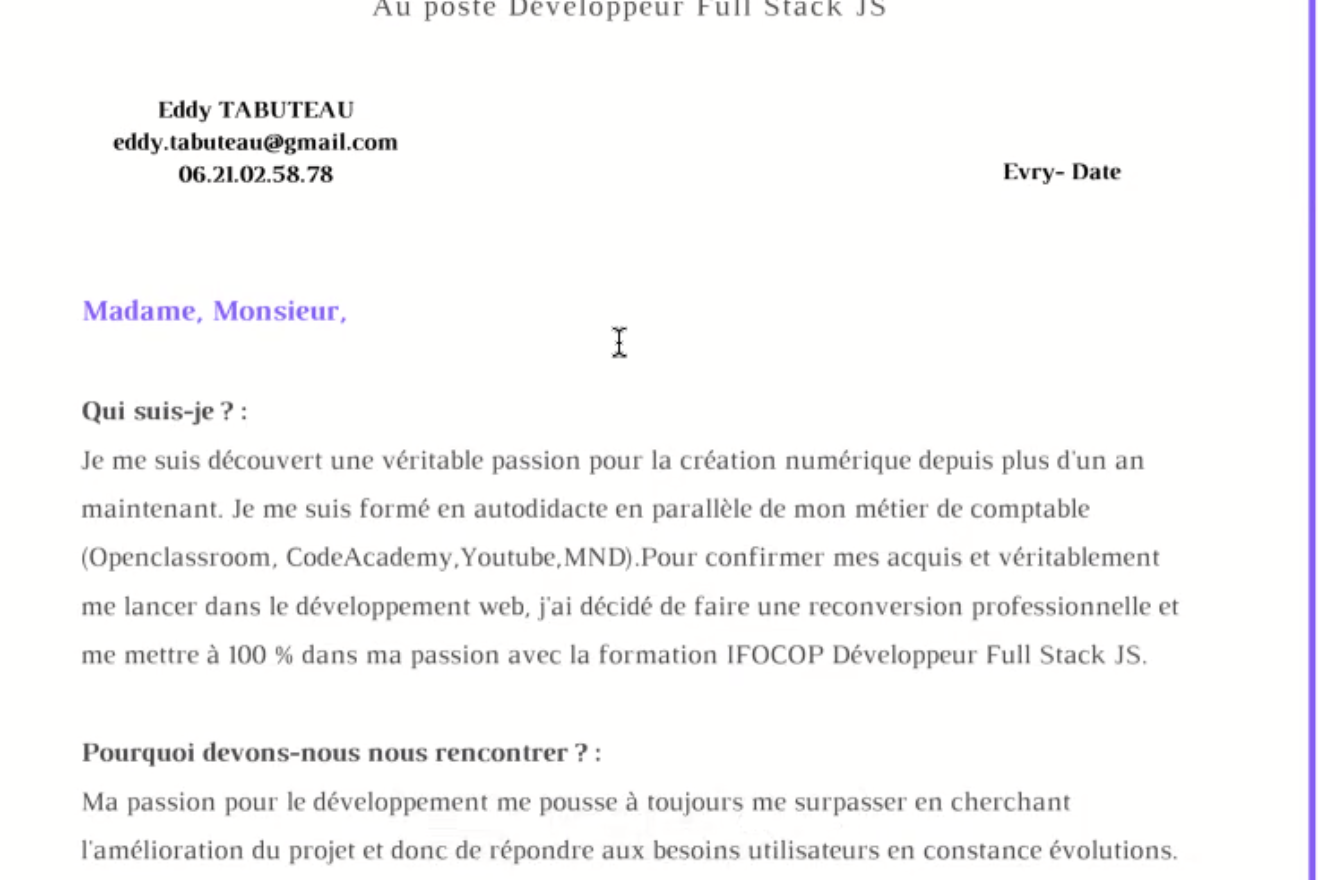 Au poste Développeur Full Stack JS
Eddy TABUTEAU
eddy.tabuteau@gmail.com
06.21.02.58.78
Evry- Date
Madame, Monsieur,
Qui suis-je ? :
Je me suis découvert une véritable passion pour la création numérique depuis plus d'un an
maintenant. Je me suis formé en autodidacte en parallèle de mon métier de comptable
(Openclassroom, CodeAcademy,Youtube,MND).Pour confirmer mes acquis et véritablement
me lancer dans le développement web, j'ai décidé de faire une reconversion professionnelle et
me mettre à 100 % dans ma passion avec la formation IFOCOP Développeur Full Stack JS.
Pourquoi devons-nous nous rencontrer ? :
Ma passion pour le développement me pousse à toujours me surpasser en cherchant
l'amélioration du projet et donc de répondre aux besoins utilisateurs en constance évolutions.